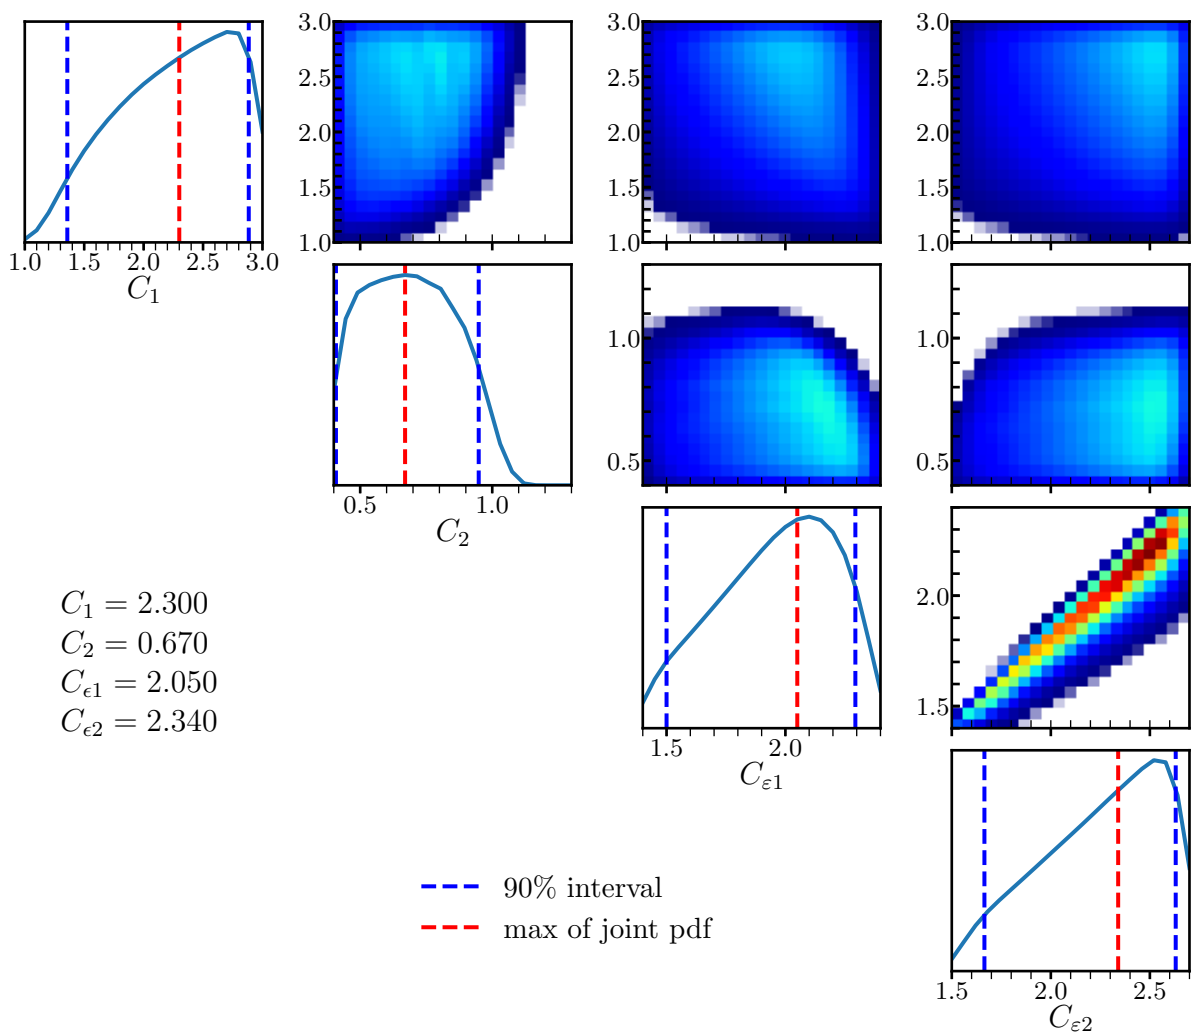 3.0 3.0 3.0
2.5 2.5 2.5
2.0 2.0 2.0
1.5 1.5 1.5
1.0 1.0 1.0
1.0 1.5 2.0 2.5 3.0
C₁
1.0 1.0
0.5 0.5
0.5 1.0
C₂
2.0
1.5
1.5 2.0
C_ε1
C₁ = 2.300
C₂ = 0.670
C_ϵ1 = 2.050
C_ϵ2 = 2.340
90% interval
max of joint pdf
1.5 2.0 2.5
C_ε2